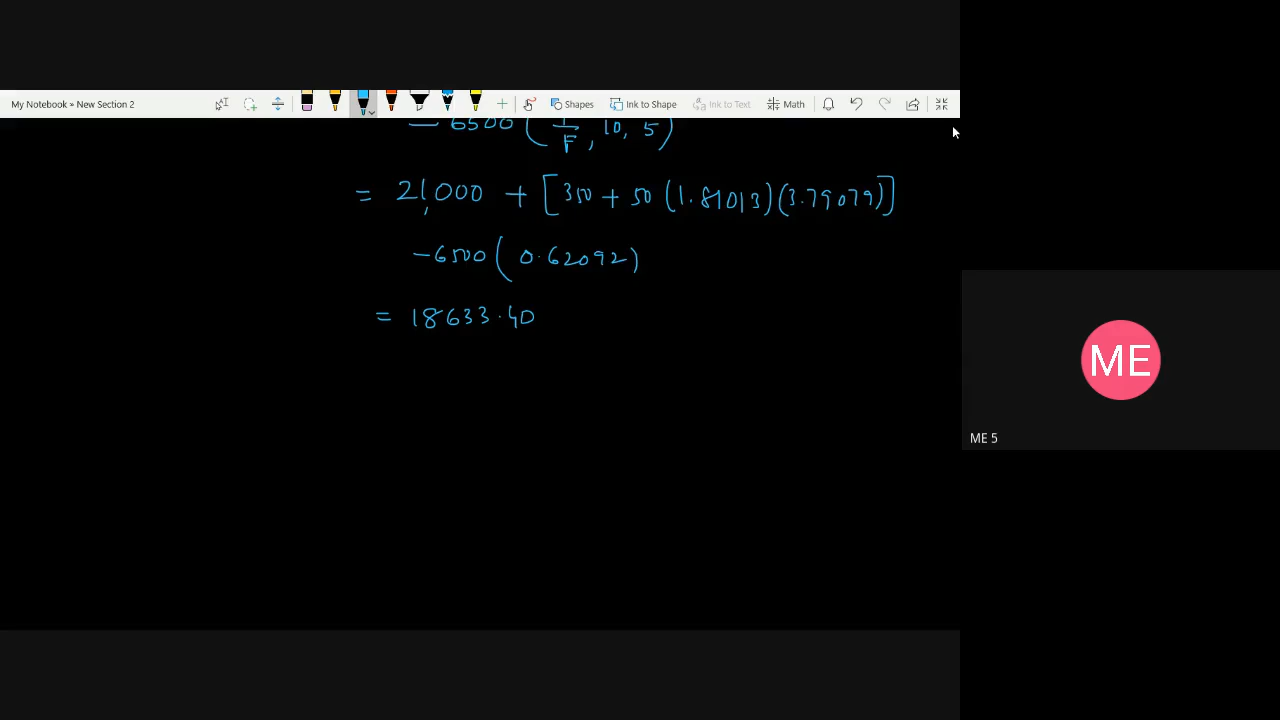 My Notebook » New Section 2
Shapes
Ink to Shape
Ink to Text
Math
- 6500 ( P/F, 10, 5 )
= 21,000 + [350 + 50 (1.81013)(3.79079)]
-6500 ( 0.62092)
= 18633.40
ME
ME 5